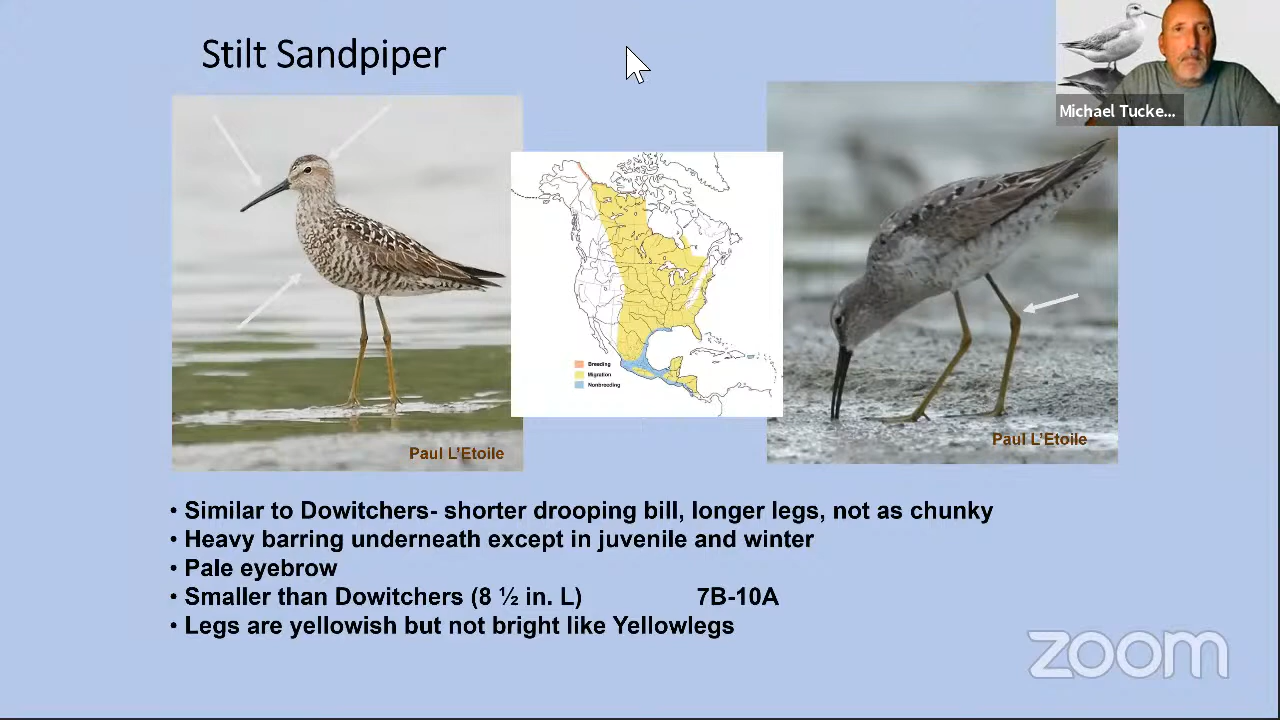 Stilt Sandpiper
Michael Tucke...
Breeding
Migration
Nonbreeding
Paul L'Etoile
Paul L'Etoile
• Similar to Dowitchers- shorter drooping bill, longer legs, not as chunky
• Heavy barring underneath except in juvenile and winter
• Pale eyebrow
• Smaller than Dowitchers (8 ½ in. L) 7B-10A
• Legs are yellowish but not bright like Yellowlegs
zoom